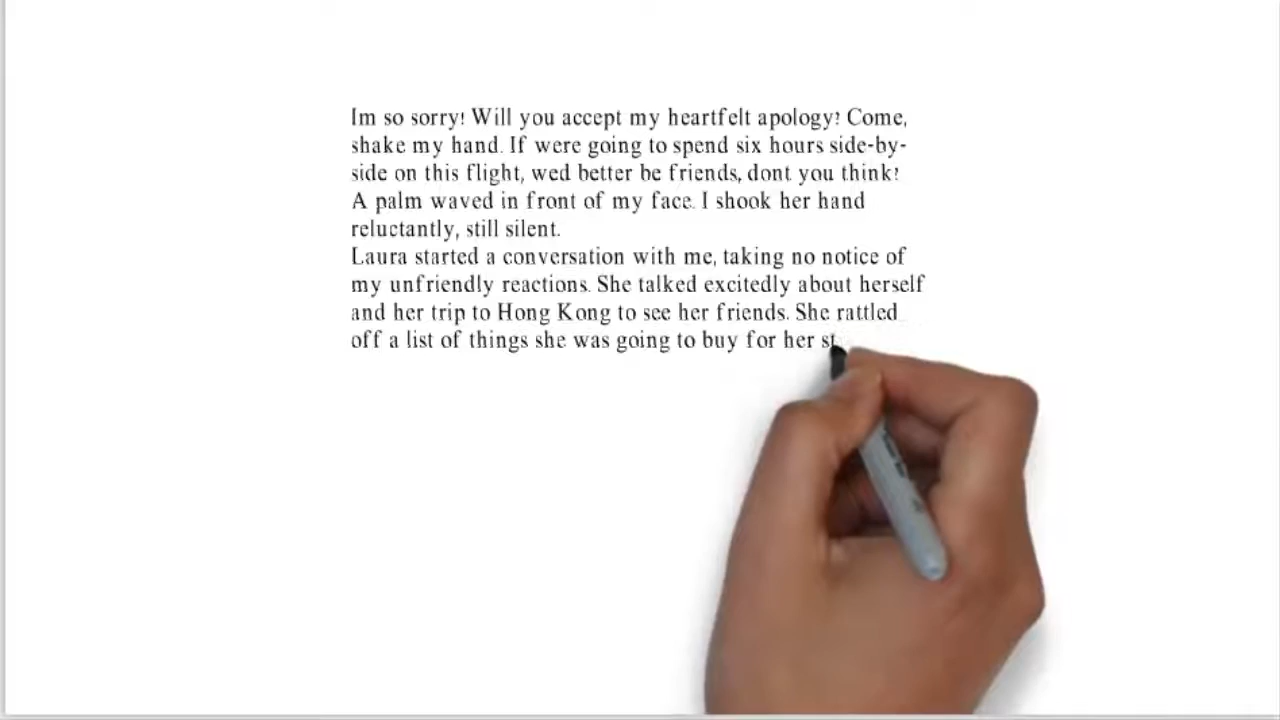 Im so sorry! Will you accept my heartfelt apology? Come,
shake my hand. If were going to spend six hours side-by-
side on this flight, wed better be friends, dont you think?
A palm waved in front of my face. I shook her hand
reluctantly, still silent.
Laura started a conversation with me, taking no notice of
my unfriendly reactions. She talked excitedly about herself
and her trip to Hong Kong to see her friends. She rattled
off a list of things she was going to buy for her st